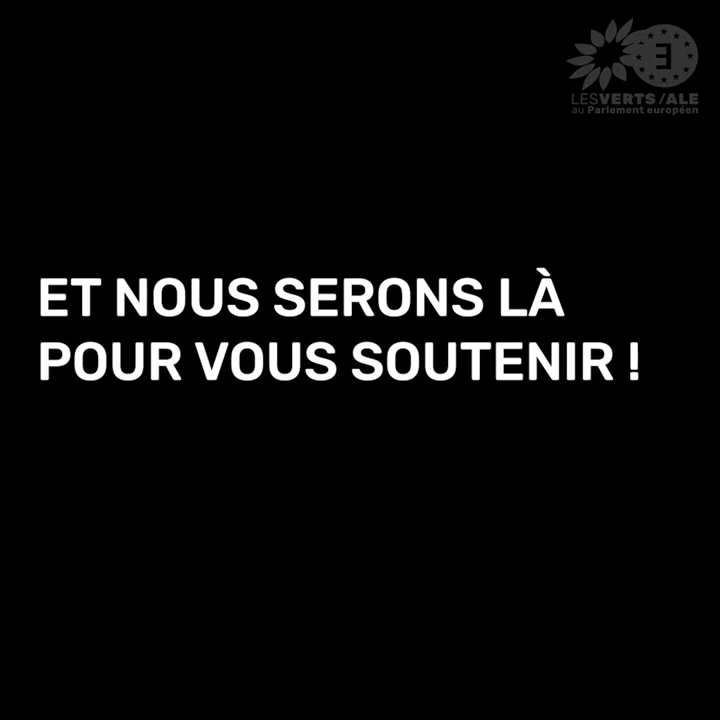 LESVERTS/ALE
au Parlement européen
ET NOUS SERONS LÀ
POUR VOUS SOUTENIR !